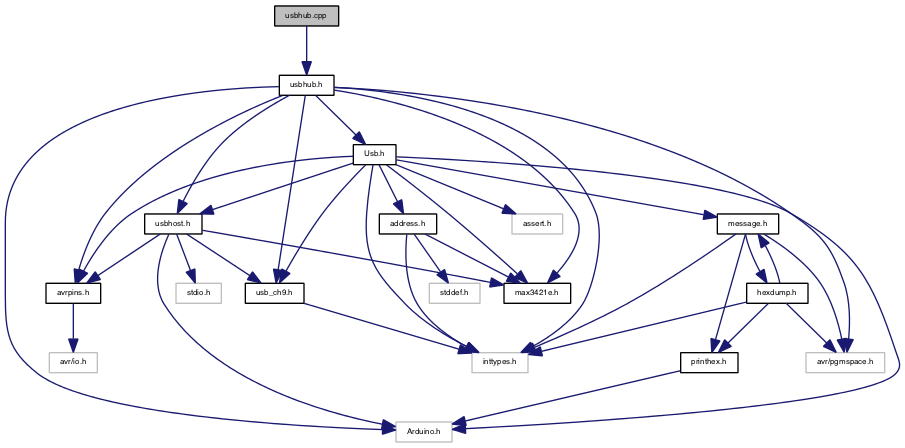 usbhub.cpp
usbhub.h
Usb.h
usbhost.h
address.h
assert.h
message.h
avrpins.h
stdio.h
usb_ch9.h
stddef.h
max3421e.h
hexdump.h
avr/io.h
inttypes.h
printhex.h
avr/pgmspace.h
Arduino.h